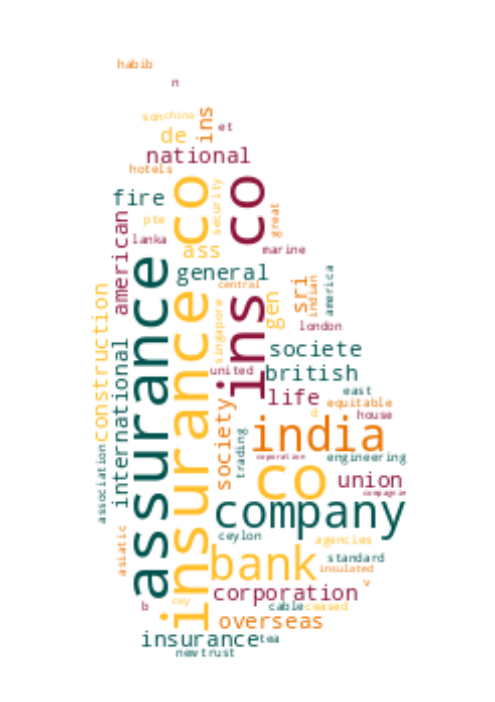 habib
n
son china
de ins et
national
hotels
fire
insurance co
ins co
security
great
american
pte
lanka
ass
marine
assurance
general
central
gen
go
sri
indian
america
construction
singapore
london
international
societe
united
british
life
east
equitable
house
society
d
india
trading
corporation
engineering
association
co
union
compagnie
company
asiatic
ceylon
agencies
bank
standard
insulated
v
corporation
b
cey
cable ceased
overseas
insurance tea
new trust